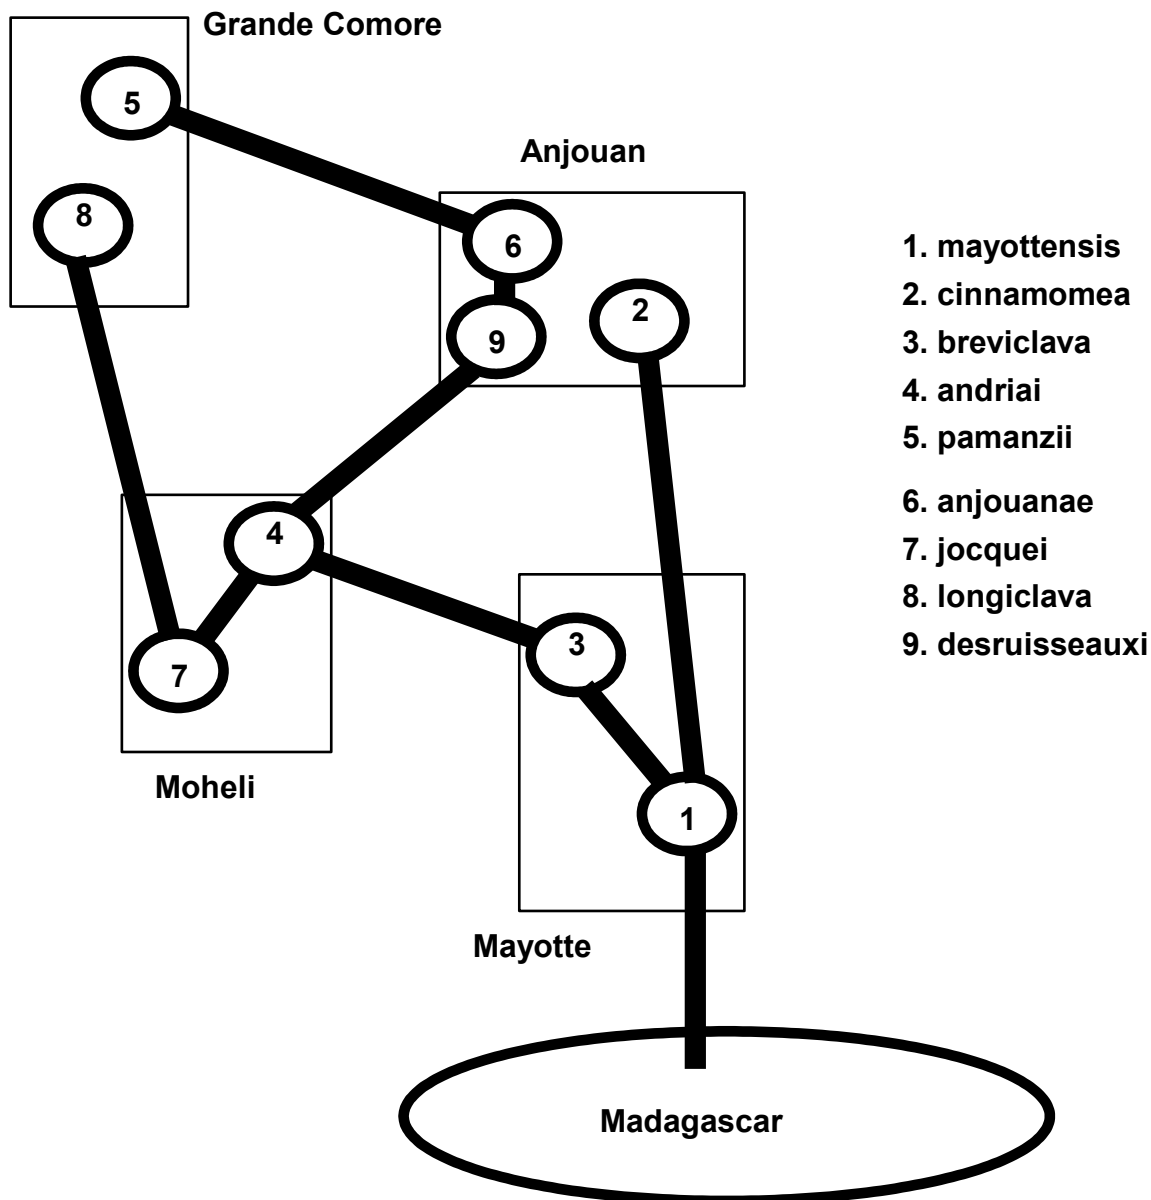 Grande Comore
5
Anjouan
8
6
2
9
1. mayottensis
2. cinnamomea
3. breviclava
4. andriai
5. pamanzii
6. anjouanae
7. jocquei
8. longiclava
9. desruisseauxi
4
3
7
Moheli
1
Mayotte
Madagascar